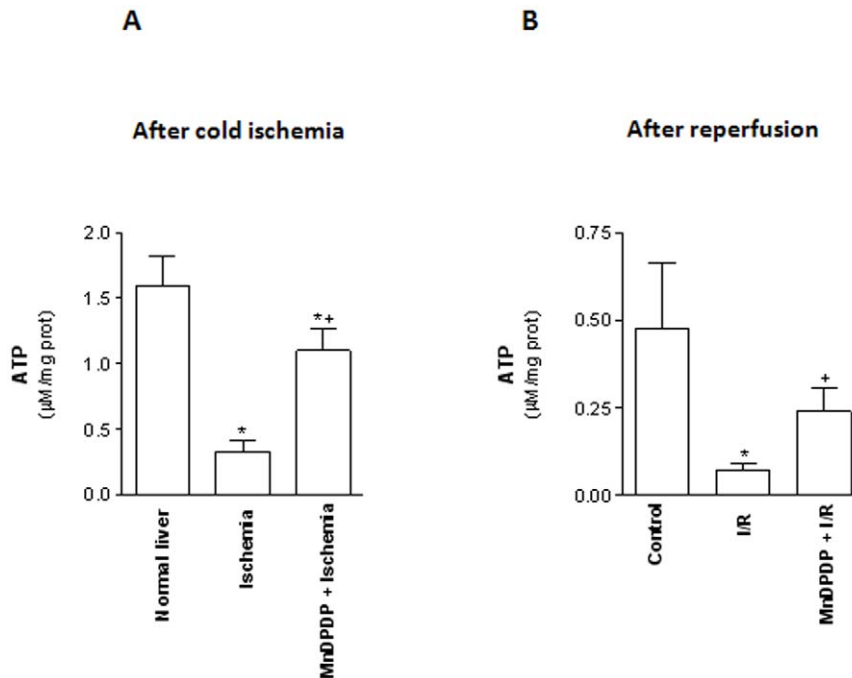 A
B
After cold ischemia
After reperfusion
2.0
1.5
1.0
0.5
0.0
ATP
(µM/mg prot)
*
*+
Normal liver
Ischemia
MnDPDP + Ischemia
0.75
0.50
0.25
0.00
ATP
(µM/mg prot)
*
+
Control
I/R
MnDPDP + I/R